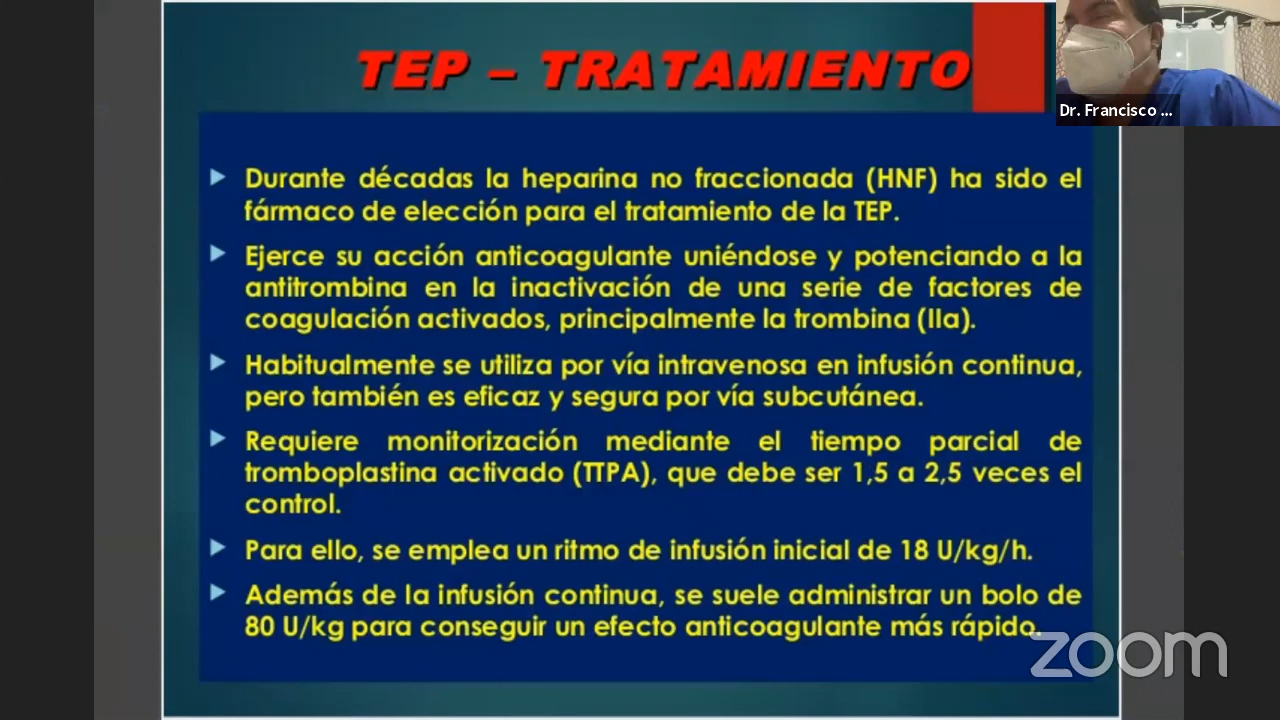 TEP – TRATAMIENTO
Dr. Francisco ...
Durante décadas la heparina no fraccionada (HNF) ha sido el
fármaco de elección para el tratamiento de la TEP.
Ejerce su acción anticoagulante uniéndose y potenciando a la
antitrombina en la inactivación de una serie de factores de
coagulación activados, principalmente la trombina (IIa).
Habitualmente se utiliza por vía intravenosa en infusión continua,
pero también es eficaz y segura por vía subcutánea.
Requiere monitorización mediante el tiempo parcial de
tromboplastina activado (TTPA), que debe ser 1,5 a 2,5 veces el
control.
Para ello, se emplea un ritmo de infusión inicial de 18 U/kg/h.
Además de la infusión continua, se suele administrar un bolo de
80 U/kg para conseguir un efecto anticoagulante más rápido.
zoom